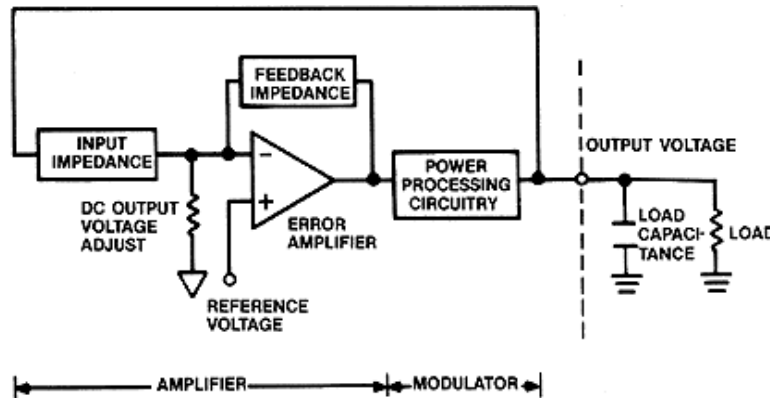 FEEDBACK
IMPEDANCE
INPUT
IMPEDANCE
−
+
DC OUTPUT
VOLTAGE
ADJUST
ERROR
AMPLIFIER
REFERENCE
VOLTAGE
POWER
PROCESSING
CIRCUITRY
OUTPUT VOLTAGE
LOAD
CAPACI-
TANCE
LOAD
AMPLIFIER
MODULATOR